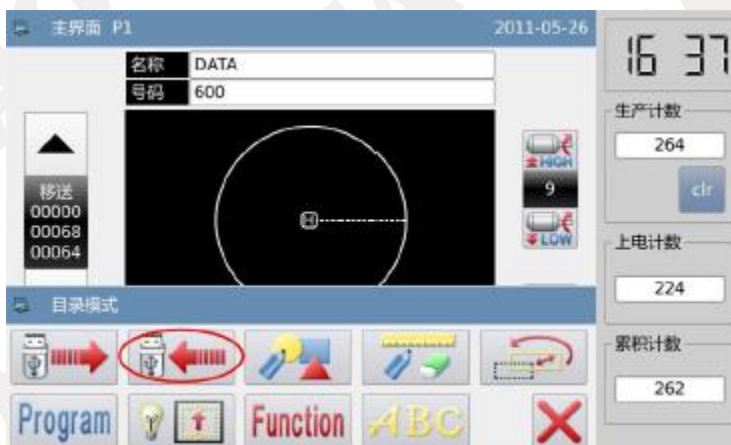 主界面 P1
2011-05-26
名称 DATA
号码 600
移送
00000
00068
00064
HIGH
9
LOW
16 37
生产计数
264
clr
上电计数
224
累积计数
262
目录模式
Program
Function
ABC